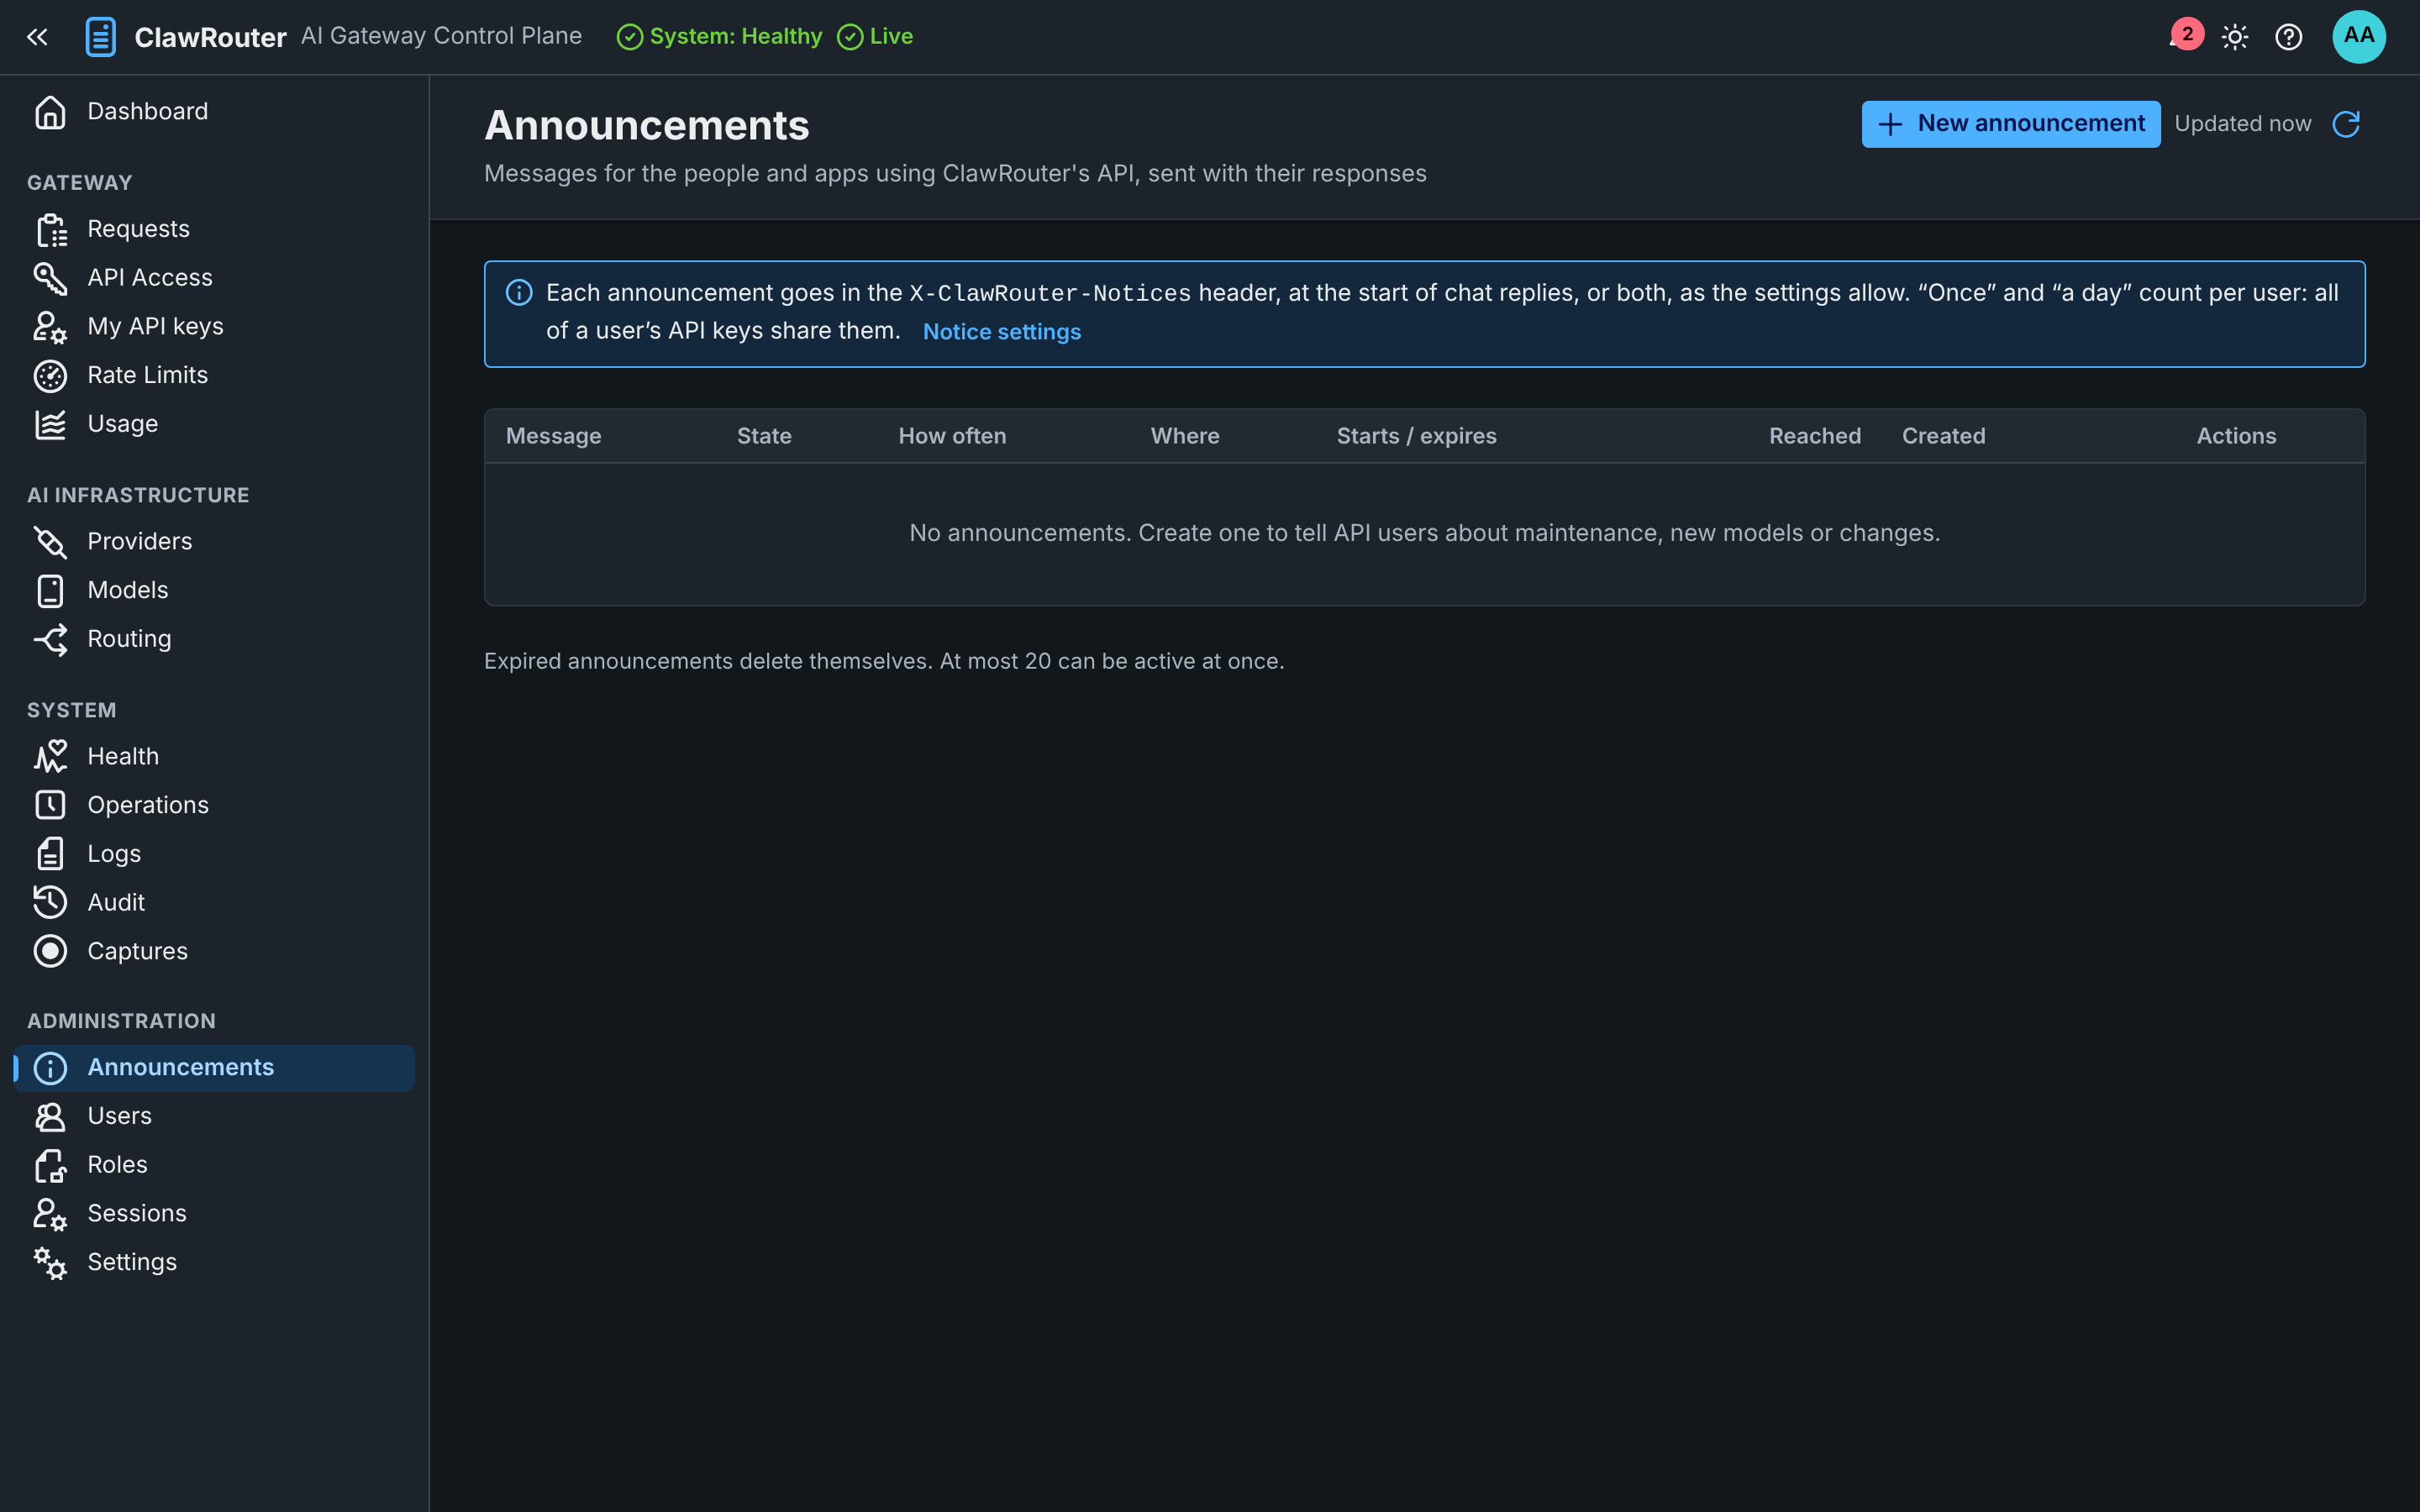 ClawRouter AI Gateway Control Plane System: Healthy Live 2 AA
Dashboard
GATEWAY
Requests
API Access
My API keys
Rate Limits
Usage
AI INFRASTRUCTURE
Providers
Models
Routing
SYSTEM
Health
Operations
Logs
Audit
Captures
ADMINISTRATION
Announcements
Users
Roles
Sessions
Settings
Announcements
New announcement Updated now
Messages for the people and apps using ClawRouter's API, sent with their responses
Each announcement goes in the X-ClawRouter-Notices header, at the start of chat replies, or both, as the settings allow. “Once” and “a day” count per user: all
of a user’s API keys share them. Notice settings
Message State How often Where Starts / expires Reached Created Actions
No announcements. Create one to tell API users about maintenance, new models or changes.
Expired announcements delete themselves. At most 20 can be active at once.